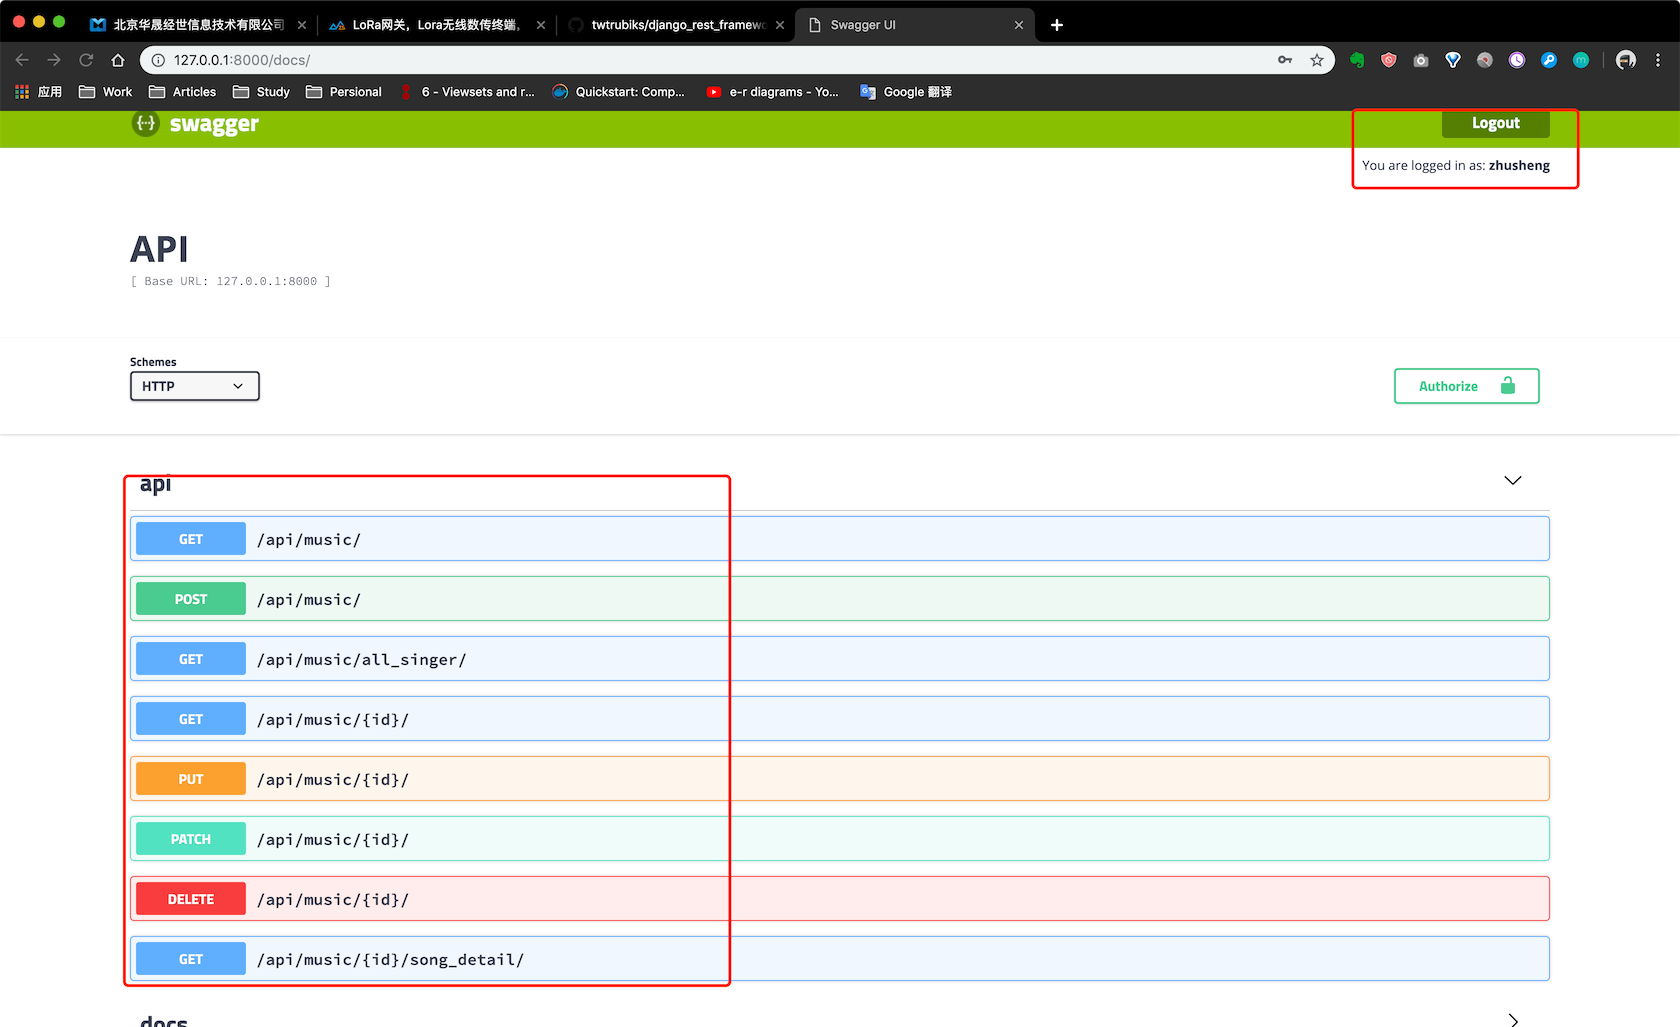 北京华晟经世信息技术有限公司
LoRa网关，Lora无线数传终端，
twtrubiks/django_rest_framewo
Swagger UI
127.0.0.1:8000/docs/
应用
Work
Articles
Study
Persional
6 - Viewsets and r...
Quickstart: Comp...
e-r diagrams - Yo...
Google 翻译
{··} swagger
Logout
You are logged in as: zhusheng
API
[ Base URL: 127.0.0.1:8000 ]
Schemes
HTTP
Authorize
api
GET /api/music/
POST /api/music/
GET /api/music/all_singer/
GET /api/music/{id}/
PUT /api/music/{id}/
PATCH /api/music/{id}/
DELETE /api/music/{id}/
GET /api/music/{id}/song_detail/
docs